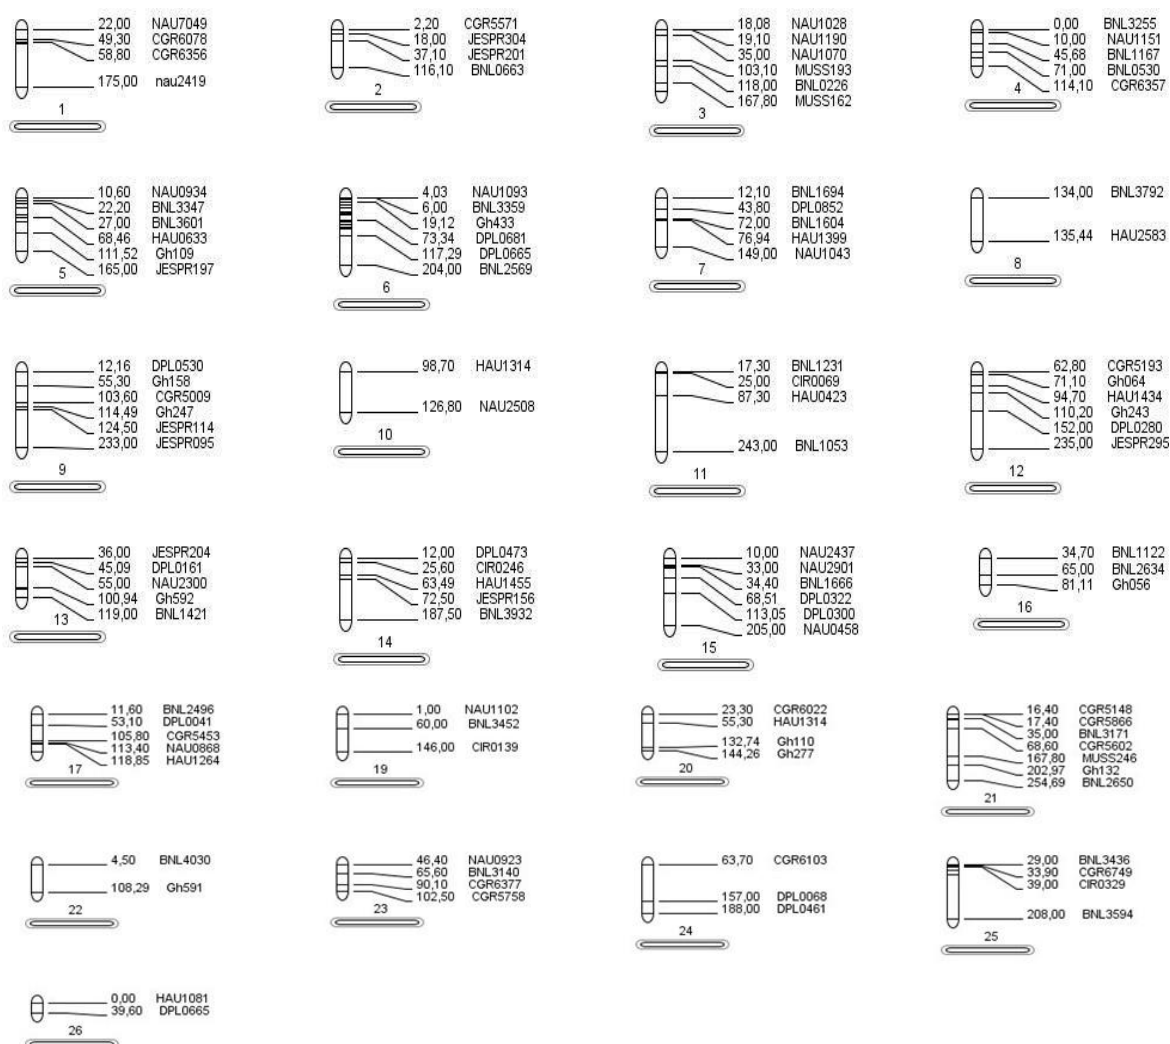 22,00 NAU7049
49,30 CGR6078
58,80 CGR6356
175,00 nau2419
1
2,20 CGR5571
18,00 JESPR304
37,10 JESPR201
116,10 BNL0663
2
18,08 NAU1028
19,10 NAU1190
35,00 NAU1070
103,10 MUSS193
118,00 BNL0226
167,80 MUSS162
3
0,00 BNL3255
10,00 NAU1151
45,68 BNL1167
71,00 BNL0530
114,10 CGR6357
4
10,60 NAU0934
22,20 BNL3347
27,00 BNL3601
68,46 HAU0633
111,52 Gh109
165,00 JESPR197
5
4,03 NAU1093
6,00 BNL3359
19,12 Gh433
73,34 DPL0681
117,29 DPL0665
204,00 BNL2569
6
12,10 BNL1694
43,80 DPL0852
72,00 BNL1604
76,94 HAU1399
149,00 NAU1043
7
134,00 BNL3792
135,44 HAU2583
8
12,16 DPL0530
55,30 Gh158
103,60 CGR5009
114,49 Gh247
124,50 JESPR114
233,00 JESPR095
9
98,70 HAU1314
126,80 NAU2508
10
17,30 BNL1231
25,00 CIR0069
87,30 HAU0423
243,00 BNL1053
11
62,80 CGR5193
71,10 Gh064
94,70 HAU1434
110,20 Gh243
152,00 DPL0280
235,00 JESPR295
12
36,00 JESPR204
45,09 DPL0161
55,00 NAU2300
100,94 Gh592
119,00 BNL1421
13
12,00 DPL0473
25,60 CIR0246
63,49 HAU1455
72,50 JESPR156
187,50 BNL3932
14
10,00 NAU2437
33,00 NAU2901
34,40 BNL1666
68,51 DPL0322
113,05 DPL0300
205,00 NAU0458
15
34,70 BNL1122
65,00 BNL2634
81,11 Gh056
16
11,60 BNL2496
53,10 DPL0041
105,80 CGR5453
113,40 NAU0868
118,85 HAU1264
17
1,00 NAU1102
60,00 BNL3452
146,00 CIR0139
19
23,30 CGR6022
55,30 HAU1314
132,74 Gh110
144,26 Gh277
20
16,40 CGR5148
17,40 CGR5866
35,00 BNL3171
68,60 CGR5602
167,80 MUSS246
202,97 Gh132
254,69 BNL2650
21
4,50 BNL4030
108,29 Gh591
22
46,40 NAU0923
65,60 BNL3140
90,10 CGR6377
102,50 CGR5758
23
63,70 CGR6103
157,00 DPL0068
188,00 DPL0461
24
29,00 BNL3436
33,90 CGR6749
39,00 CIR0329
208,00 BNL3594
25
0,00 HAU1081
39,60 DPL0665
26